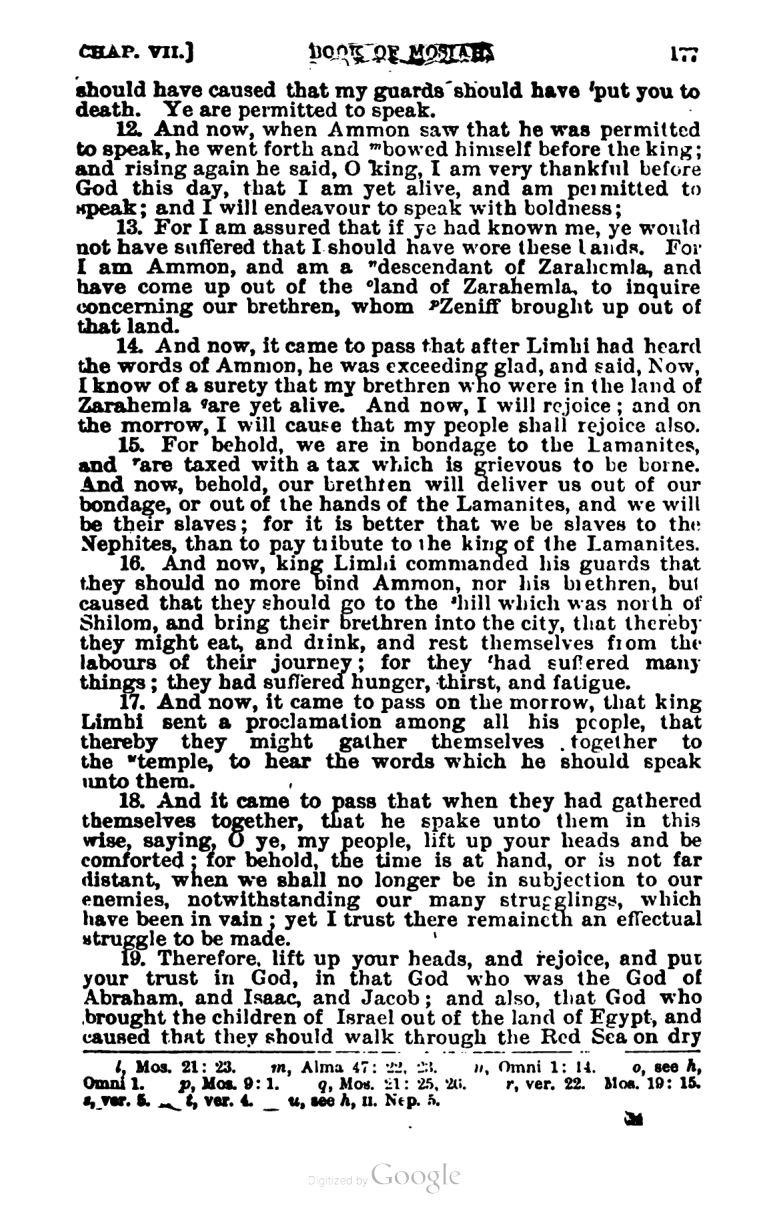 CHAP. VII.] BOOK OF MOSIAH. 177
should have caused that my guards should have ˡput you to
death. Ye are permitted to speak.
12. And now, when Ammon saw that he was permitted
to speak, he went forth and ᵐbowed himself before the king;
and rising again he said, O king, I am very thankful before
God this day, that I am yet alive, and am permitted to
speak; and I will endeavour to speak with boldness;
13. For I am assured that if ye had known me, ye would
not have suffered that I should have wore these bands. For
I am Ammon, and am a ⁿdescendant of Zarahemla, and
have come up out of the ᵒland of Zarahemla, to inquire
concerning our brethren, whom ᵖZeniff brought up out of
that land.
14. And now, it came to pass that after Limhi had heard
the words of Ammon, he was exceeding glad, and said, Now,
I know of a surety that my brethren who were in the land of
Zarahemla qare yet alive. And now, I will rejoice; and on
the morrow, I will cause that my people shall rejoice also.
15. For behold, we are in bondage to the Lamanites,
and ʳare taxed with a tax which is grievous to be borne.
And now, behold, our brethren will deliver us out of our
bondage, or out of the hands of the Lamanites, and we will
be their slaves; for it is better that we be slaves to the
Nephites, than to pay tribute to the king of the Lamanites.
16. And now, king Limhi commanded his guards that
they should no more bind Ammon, nor his brethren, but
caused that they should go to the ˢhill which was north of
Shilom, and bring their brethren into the city, that thereby
they might eat, and drink, and rest themselves from the
labours of their journey; for they ᵗhad suffered many
things; they had suffered hunger, thirst, and fatigue.
17. And now, it came to pass on the morrow, that king
Limhi sent a proclamation among all his people, that
thereby they might gather themselves together to
the ᵘtemple, to hear the words which he should speak
unto them.
18. And it came to pass that when they had gathered
themselves together, that he spake unto them in this
wise, saying, O ye, my people, lift up your heads and be
comforted; for behold, the time is at hand, or is not far
distant, when we shall no longer be in subjection to our
enemies, notwithstanding our many strugglings, which
have been in vain; yet I trust there remaineth an effectual
struggle to be made.
19. Therefore, lift up your heads, and rejoice, and put
your trust in God, in that God who was the God of
Abraham, and Isaac, and Jacob; and also, that God who
brought the children of Israel out of the land of Egypt, and
caused that they should walk through the Red Sea on dry
l, Mos. 21: 23. m, Alma 47: 22, 23. n, Omni 1: 14. o, see h,
Omni 1. p, Mos. 9: 1. q, Mos. 21: 25, 26. r, ver. 22. Mos. 19: 15.
s, ver. 5. t, ver. 4. u, see h, II. Nep. 5.
Digitized by Google